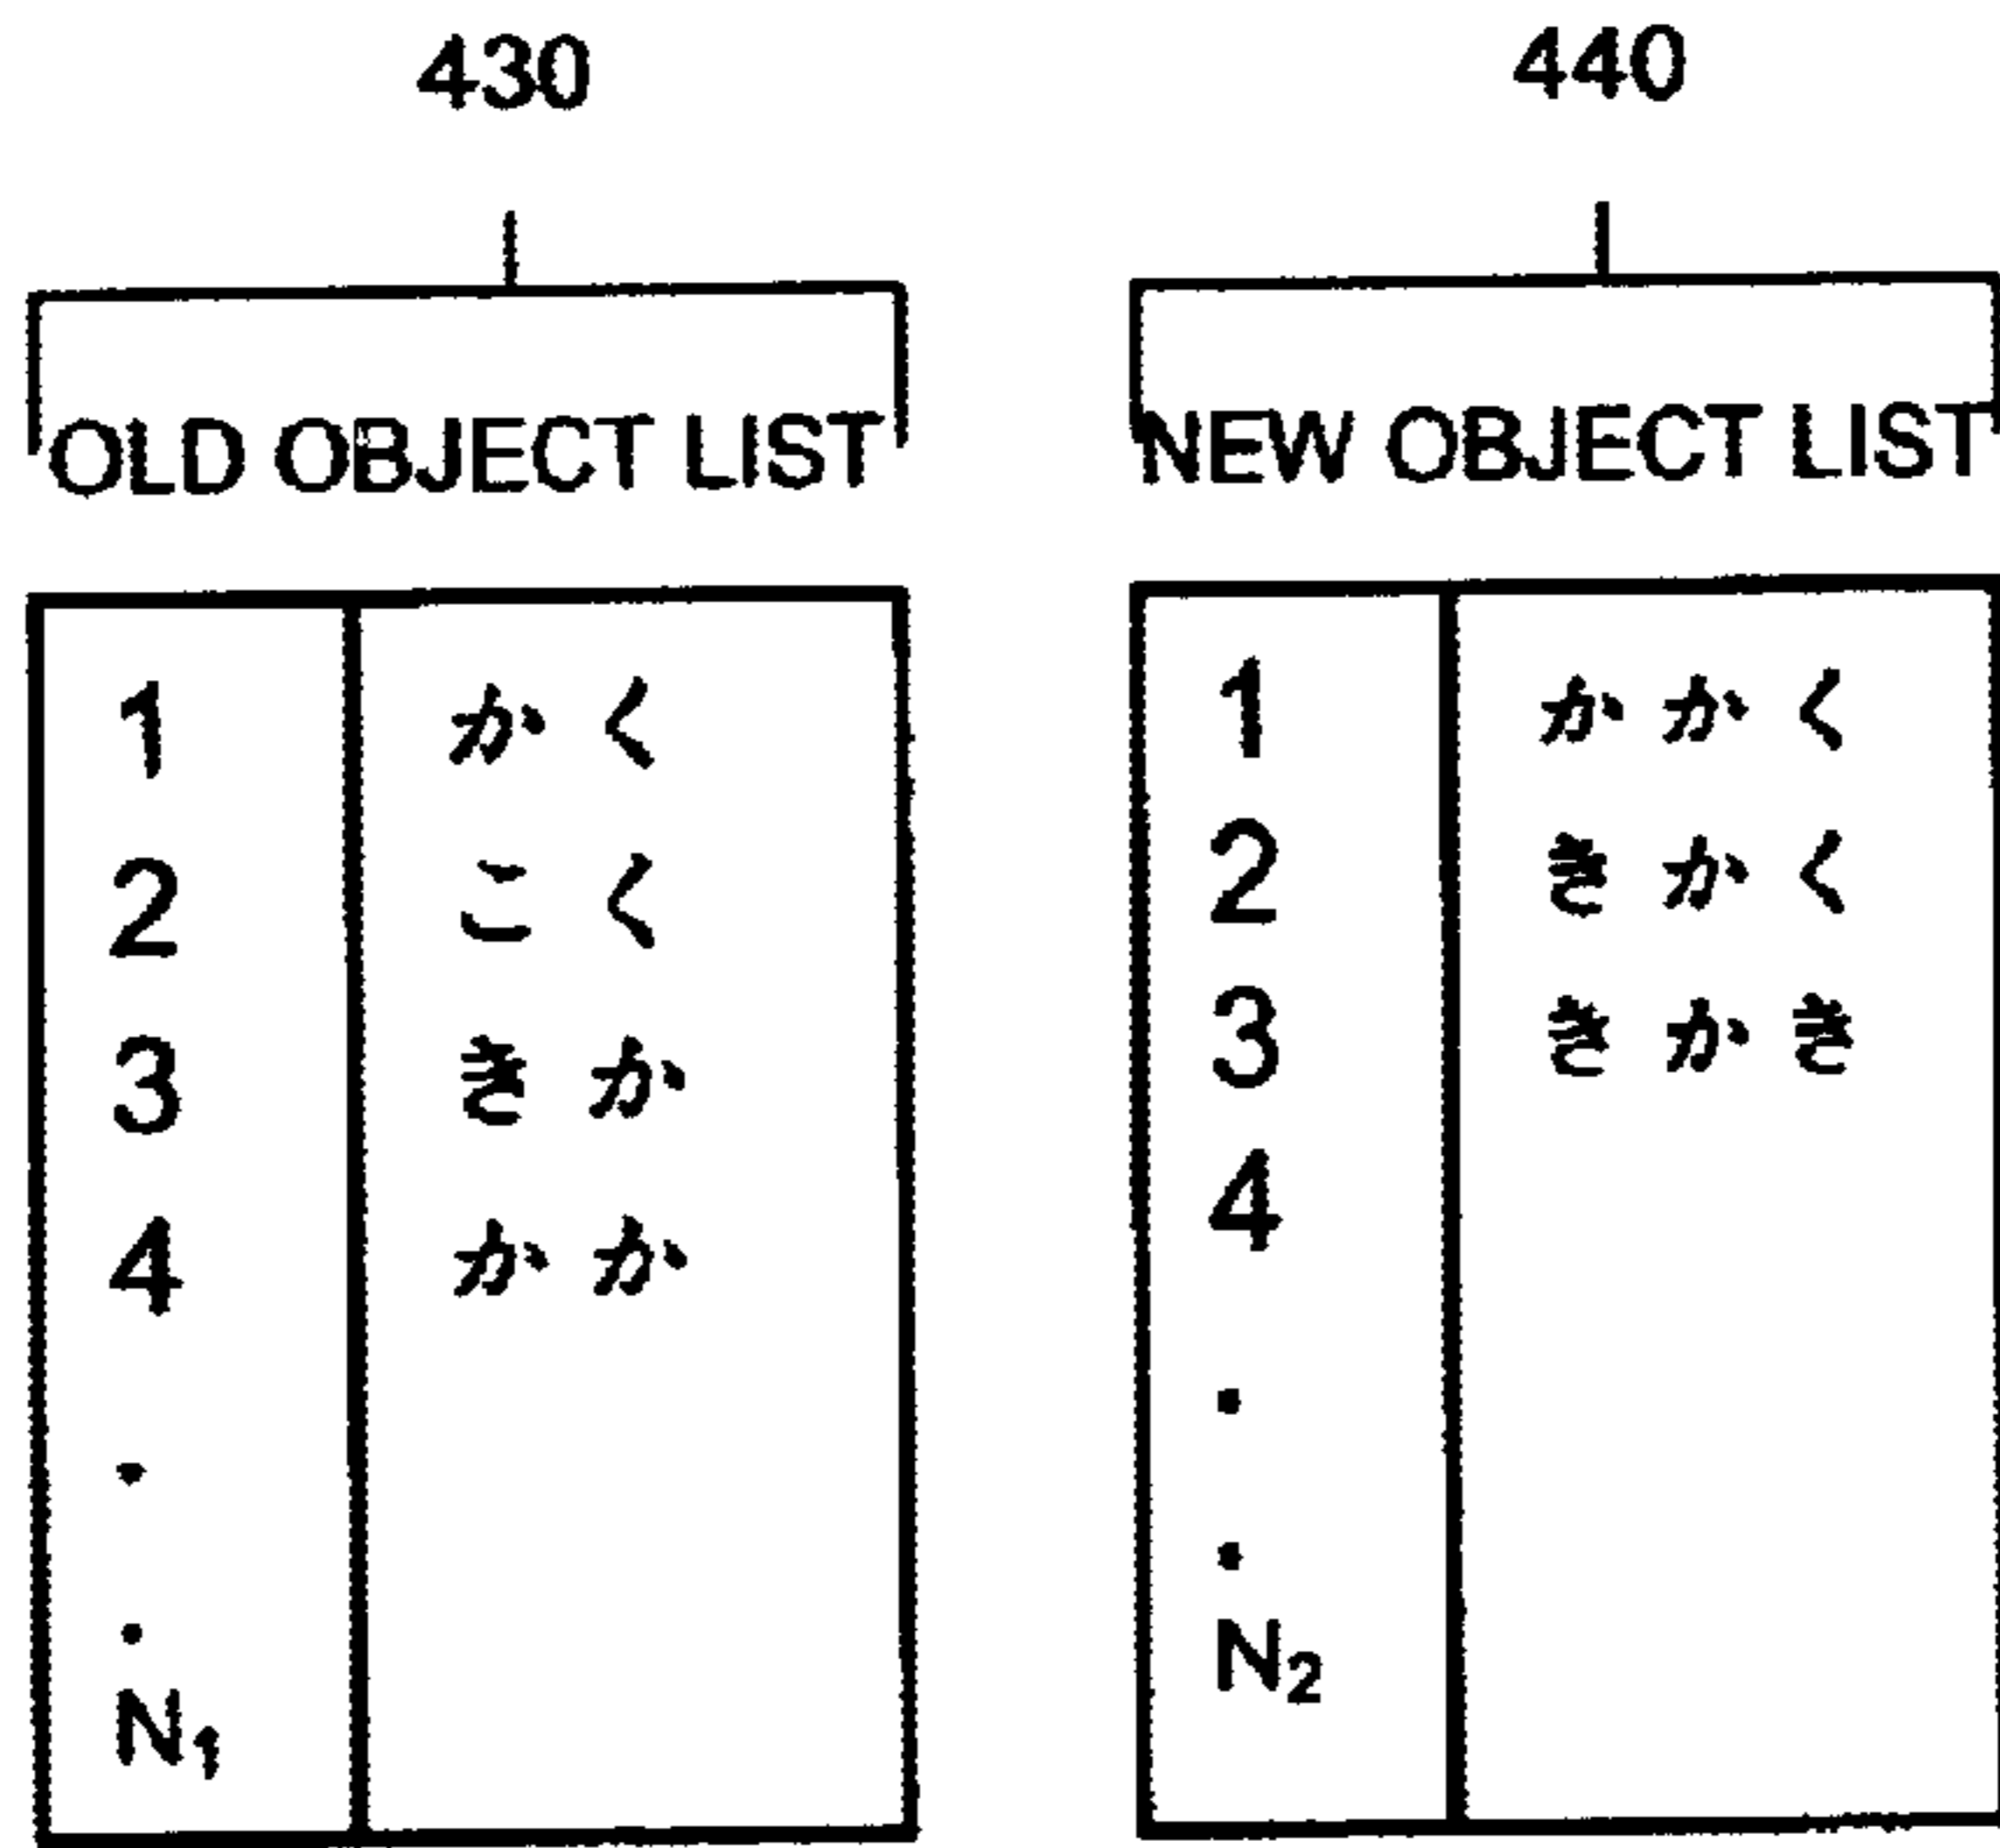 430
OLD OBJECT LIST
1 かく
2 こく
3 きか
4 かか
.
.
N₁
440
NEW OBJECT LIST
1 かかく
2 きかく
3 きかき
4
.
.
N₂